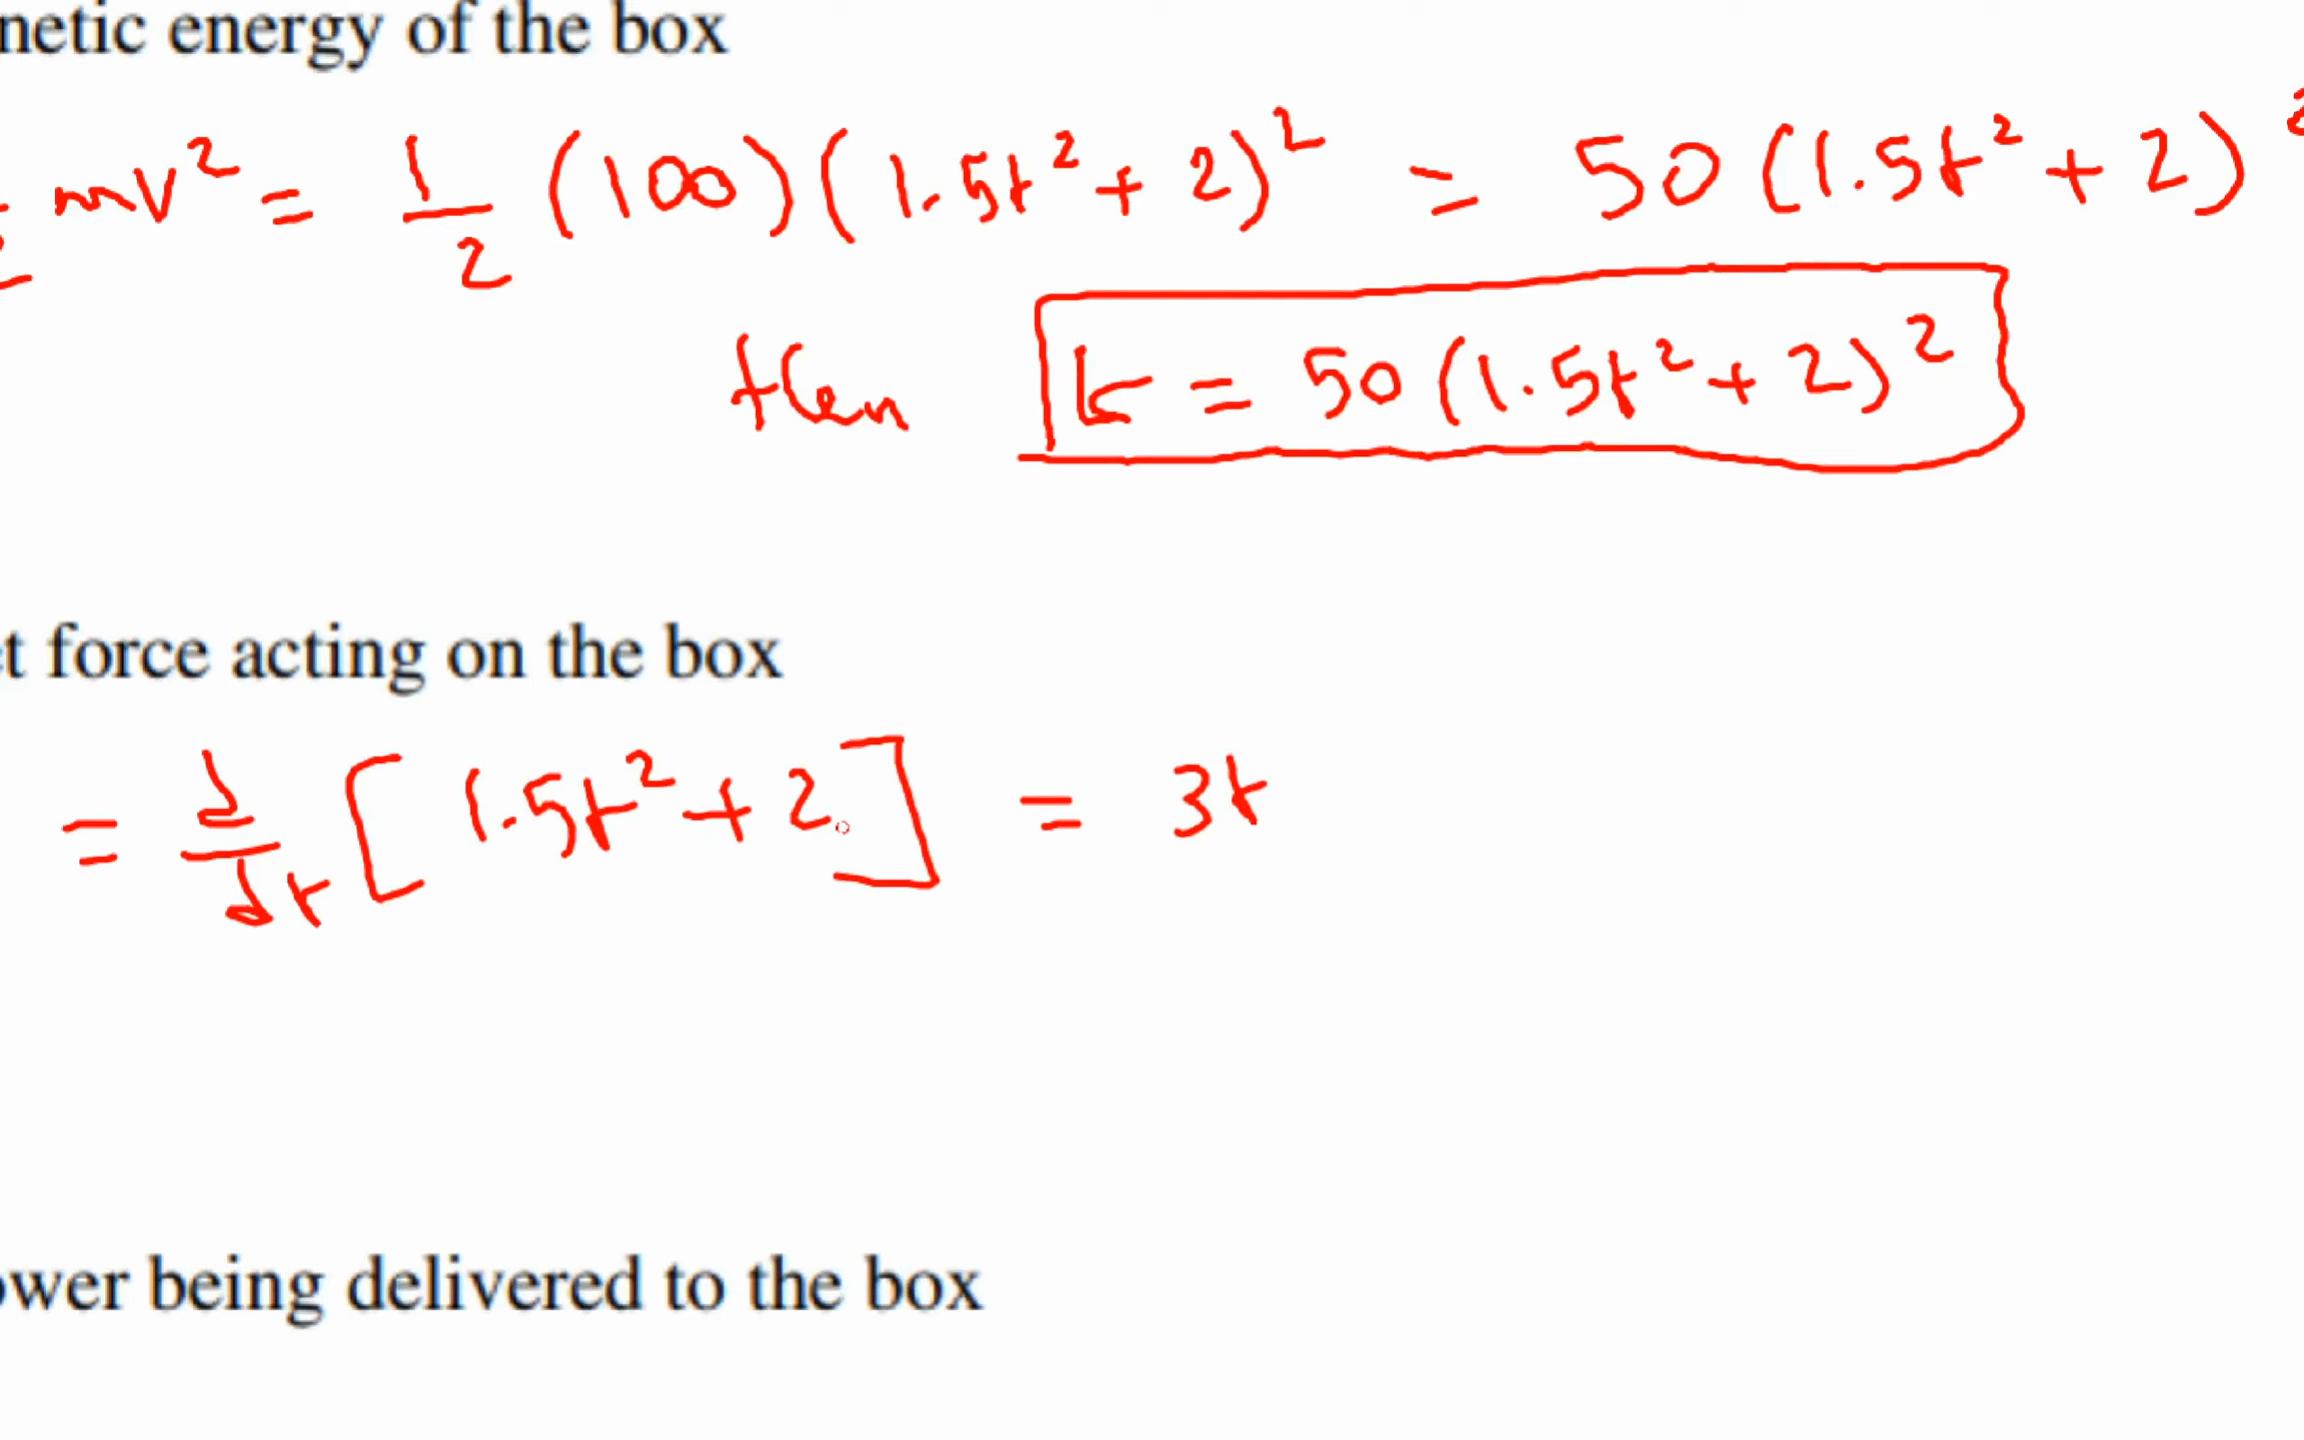 netic energy of the box
mv² = 1/2 (100)(1.5t² + 2)² = 50(1.5t² + 2)²
then K = 50(1.5t² + 2)²
t force acting on the box
= d/dt [1.5t² + 2] = 3t
ower being delivered to the box